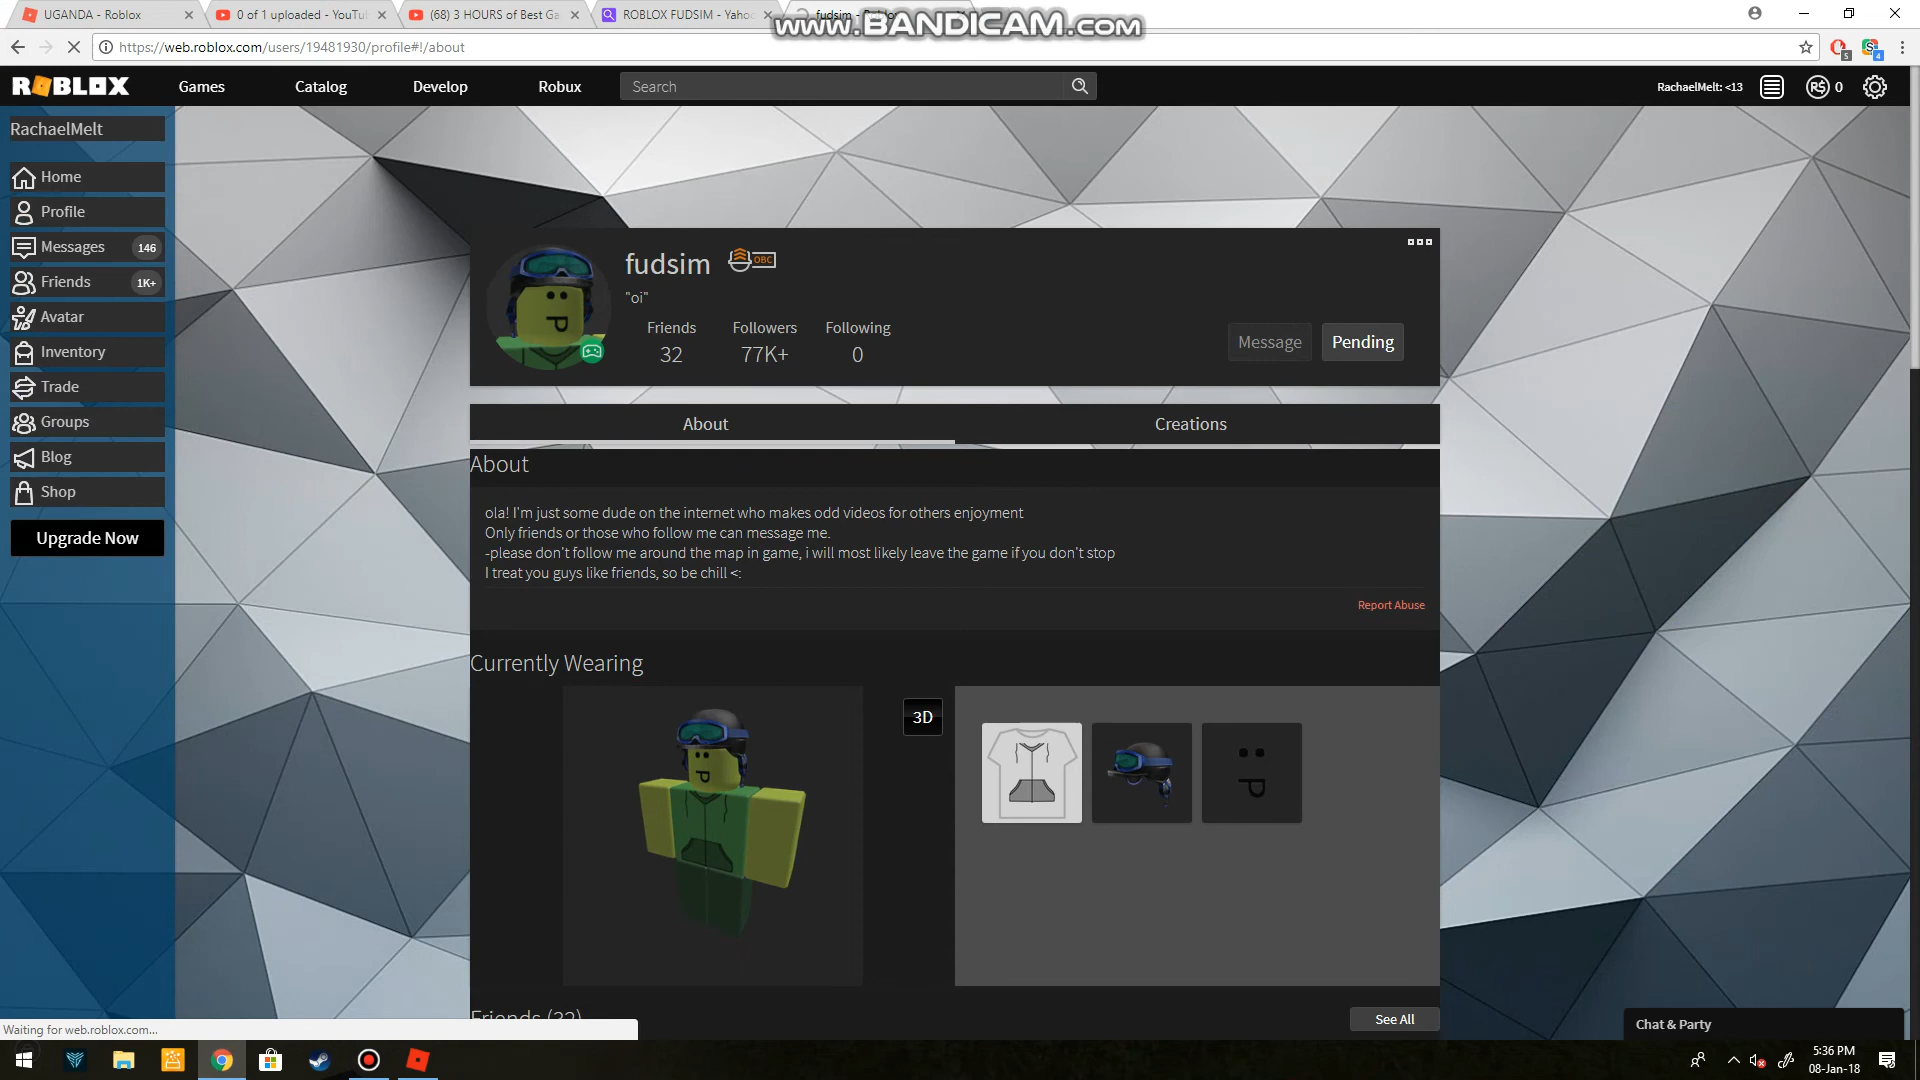 UGANDA - Roblox
0 of 1 uploaded - YouTu
(68) 3 HOURS of Best Ga
ROBLOX FUDSIM - Yahoo
fudsim - Roblox
www.BANDICAM.com
https://web.roblox.com/users/19481930/profile#!/about
5
4
ROBLOX
Games
Catalog
Develop
Robux
Search
RachaelMelt: <13
R$
0
RachaelMelt
Home
Profile
Messages 146
Friends 1K+
Avatar
Inventory
Trade
Groups
Blog
Shop
Upgrade Now
fudsim
OBC
"oi"
Friends Followers Following
32 77K+ 0
Message
Pending
About
Creations
About
ola! I'm just some dude on the internet who makes odd videos for others enjoyment
Only friends or those who follow me can message me.
-please don't follow me around the map in game, i will most likely leave the game if you don't stop
I treat you guys like friends, so be chill <:
Report Abuse
Currently Wearing
3D
Friends (32)
See All
Waiting for web.roblox.com...
Chat & Party
5:36 PM
08-Jan-18